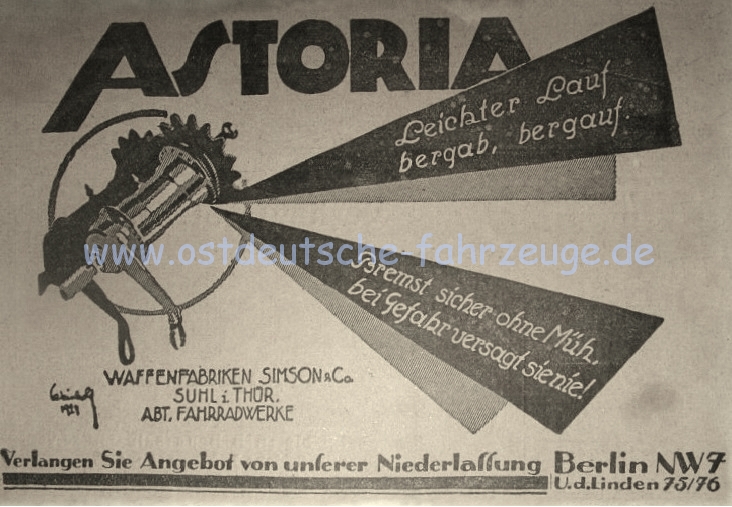 ASTORIA
Leichter Lauf
bergab, bergauf.
www.ostdeutsche-fahrzeuge.de
Bremst sicher ohne Müh,
bei Gefahr versagt sie nie!
WAFFENFABRIKEN SIMSON & Co
SUHL i. THÜR.
ABT. FAHRRADWERKE
Verlangen Sie Angebot von unſerer Niederlaſſung
Berlin NW7
U.d.Linden 75/76